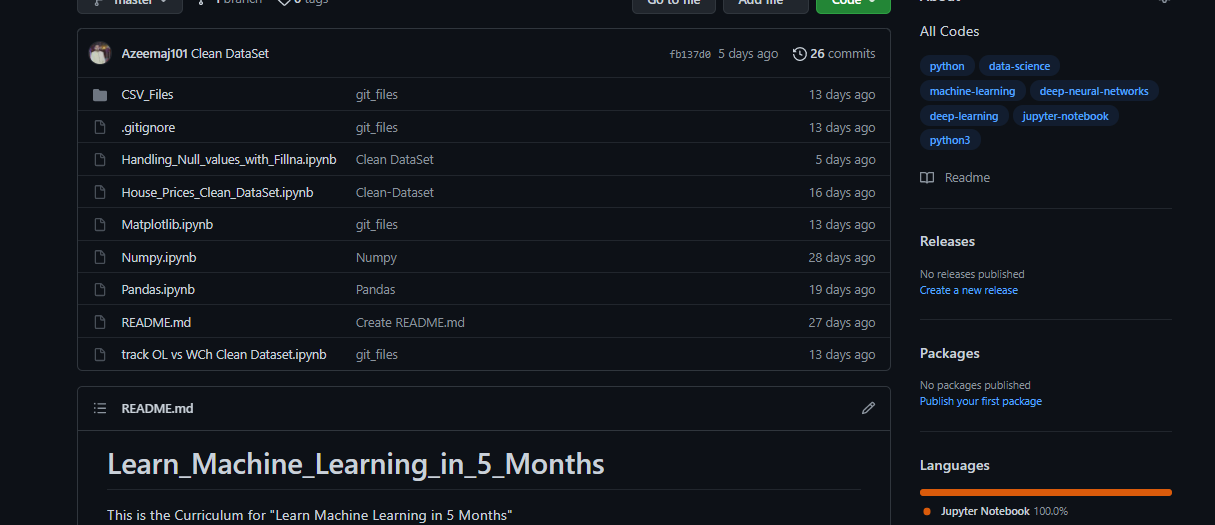 master
1 branch
0 tags
Go to file
Add file
Code
Azeemaj101 Clean DataSet
fb137d0 5 days ago
26 commits
CSV_Files git_files 13 days ago
.gitignore git_files 13 days ago
Handling_Null_values_with_Fillna.ipynb Clean DataSet 5 days ago
House_Prices_Clean_DataSet.ipynb Clean-Dataset 16 days ago
Matplotlib.ipynb git_files 13 days ago
Numpy.ipynb Numpy 28 days ago
Pandas.ipynb Pandas 19 days ago
README.md Create README.md 27 days ago
track OL vs WCh Clean Dataset.ipynb git_files 13 days ago
README.md
Learn_Machine_Learning_in_5_Months
This is the Curriculum for "Learn Machine Learning in 5 Months"
About
All Codes
python data-science
machine-learning deep-neural-networks
deep-learning jupyter-notebook
python3
Readme
Releases
No releases published
Create a new release
Packages
No packages published
Publish your first package
Languages
Jupyter Notebook 100.0%